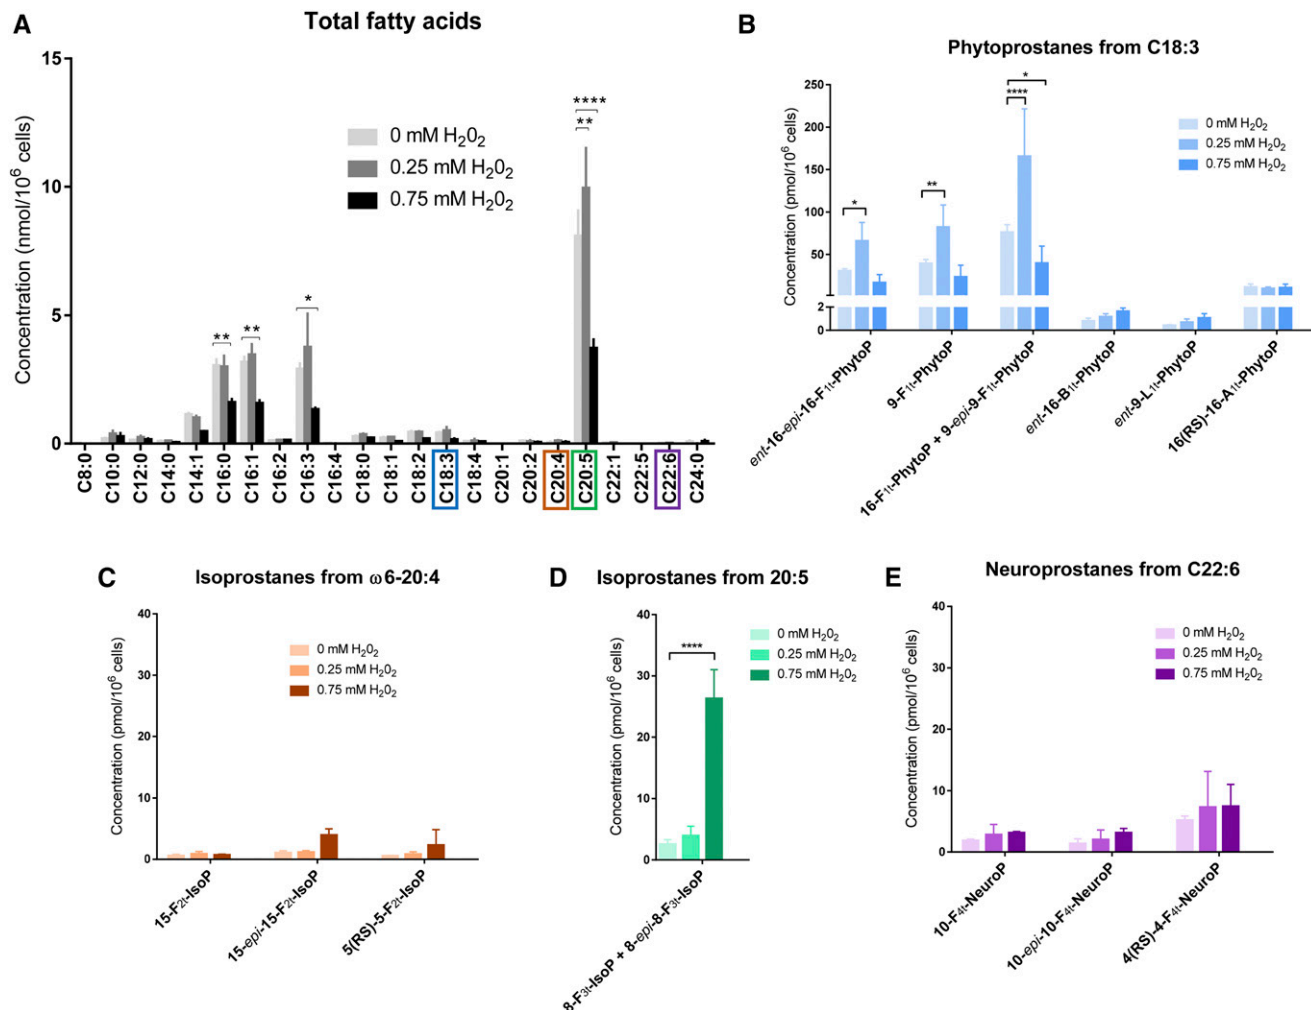 A
Total fatty acids
Concentration (nmol/10⁶ cells)
15
10
5
0
0 mM H₂0₂
0.25 mM H₂0₂
0.75 mM H₂0₂
**
**
*
****
**
C8:0
C10:0
C12:0
C14:0
C14:1
C16:0
C16:1
C16:2
C16:3
C16:4
C18:0
C18:1
C18:2
C18:3
C18:4
C20:1
C20:2
C20:4
C20:5
C22:1
C22:5
C22:6
C24:0
B
Phytoprostanes from C18:3
Concentration (pmol/10⁶ cells)
250
200
150
100
50
2
0
0 mM H₂0₂
0.25 mM H₂0₂
0.75 mM H₂0₂
*
**
*
****
ent-16-epi-16-F₁ₜ-PhytoP
9-F₁ₜ-PhytoP
16-F₁ₜ-PhytoP + 9-epi-9-F₁ₜ-PhytoP
ent-16-B₁ₜ-PhytoP
ent-9-L₁ₜ-PhytoP
16(RS)-16-A₁ₜ-PhytoP
C
Isoprostanes from ω6-20:4
Concentration (pmol/10⁶ cells)
40
30
20
10
0
0 mM H₂0₂
0.25 mM H₂0₂
0.75 mM H₂0₂
15-F₂ₜ-IsoP
15-epi-15-F₂ₜ-IsoP
5(RS)-5-F₂ₜ-IsoP
D
Isoprostanes from 20:5
Concentration (pmol/10⁶ cells)
40
30
20
10
0
0 mM H₂0₂
0.25 mM H₂0₂
0.75 mM H₂0₂
****
8-F₃ₜ-IsoP + 8-epi-8-F₃ₜ-IsoP
E
Neuroprostanes from C22:6
Concentration (pmol/10⁶ cells)
40
30
20
10
0
0 mM H₂0₂
0.25 mM H₂0₂
0.75 mM H₂0₂
10-F₄ₜ-NeuroP
10-epi-10-F₄ₜ-NeuroP
4(RS)-4-F₄ₜ-NeuroP